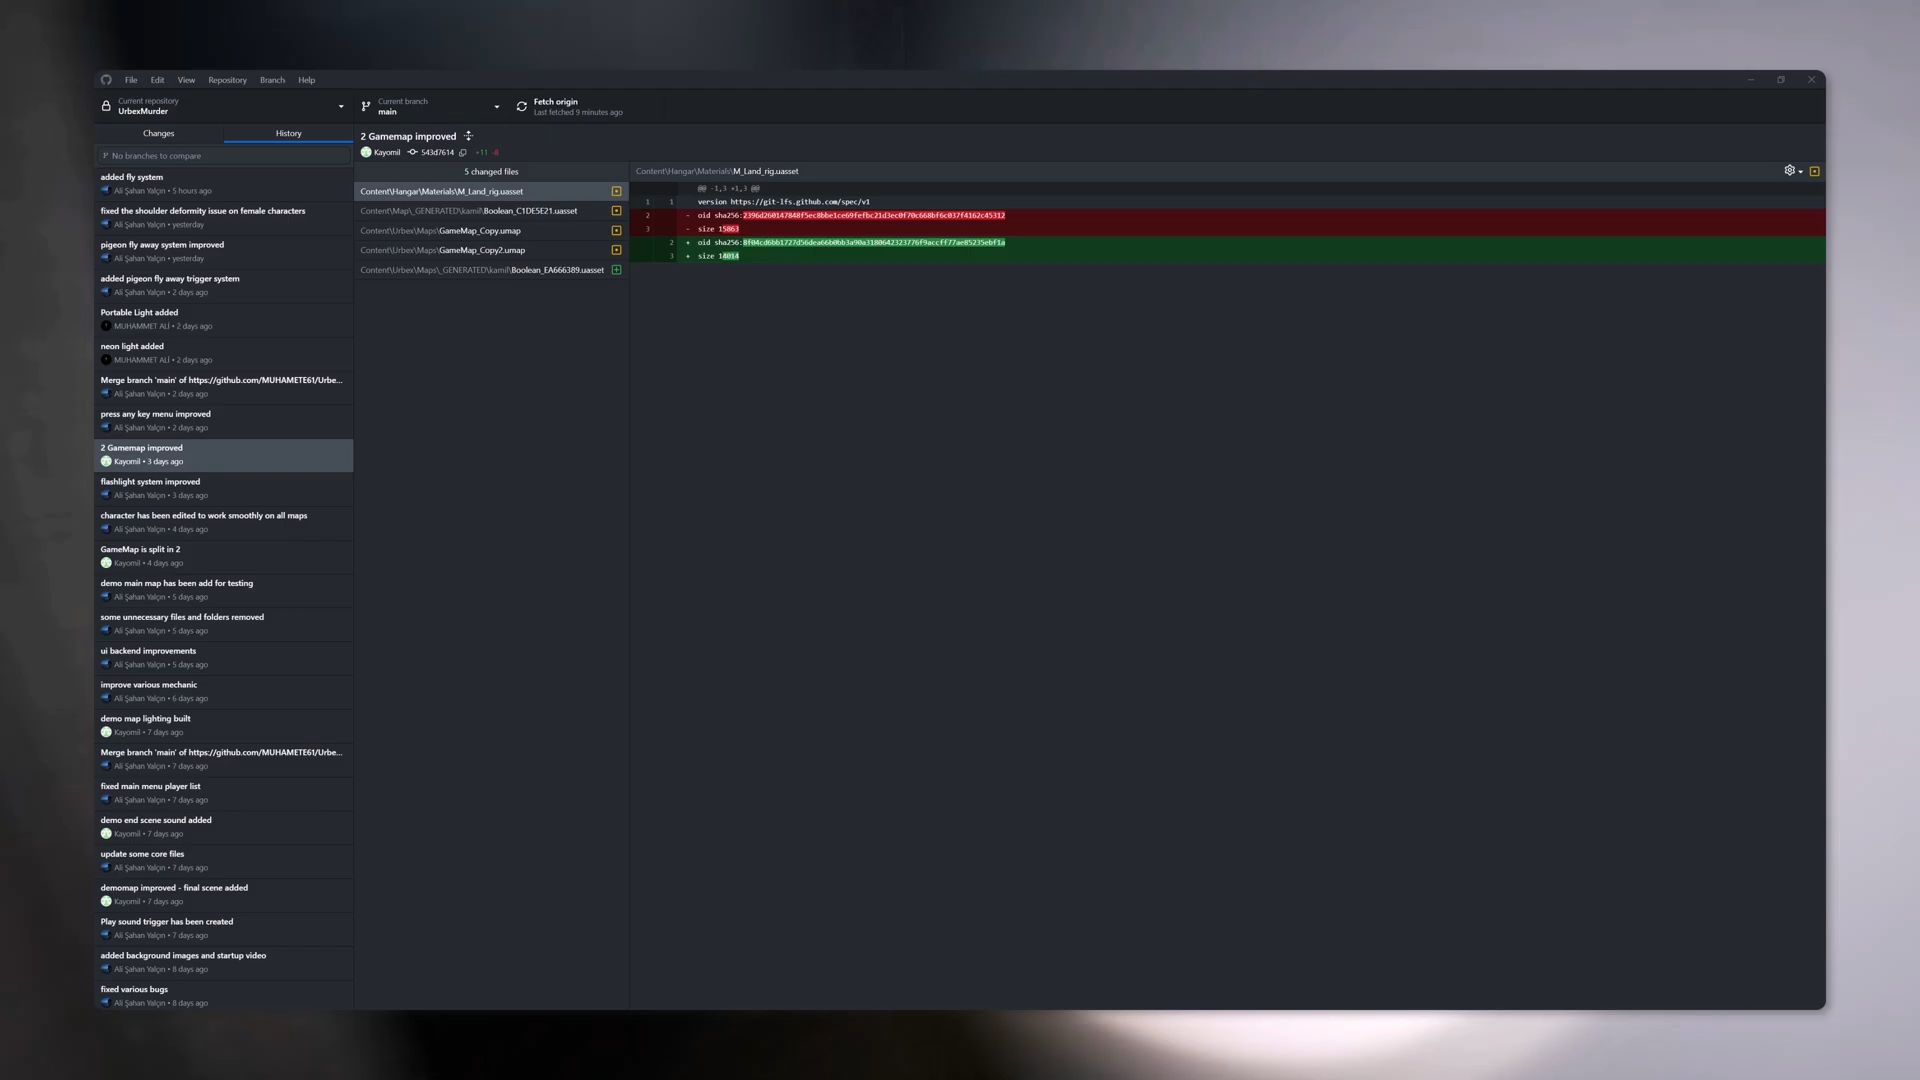 File Edit View Repository Branch Help
Current repository
UrbexMurder
Current branch
main
Fetch origin
Last fetched 9 minutes ago
Changes History
No branches to compare
added fly system
Ali Şahan Yalçın • 5 hours ago
fixed the shoulder deformity issue on female characters
Ali Şahan Yalçın • yesterday
pigeon fly away system improved
Ali Şahan Yalçın • yesterday
added pigeon fly away trigger system
Ali Şahan Yalçın • 2 days ago
Portable Light added
MUHAMMET ALİ • 2 days ago
neon light added
MUHAMMET ALİ • 2 days ago
Merge branch 'main' of https://github.com/MUHAMETE61/Urbe...
Ali Şahan Yalçın • 2 days ago
press any key menu improved
Ali Şahan Yalçın • 2 days ago
2 Gamemap improved
Kayomil • 3 days ago
flashlight system improved
Ali Şahan Yalçın • 3 days ago
character has been edited to work smoothly on all maps
Ali Şahan Yalçın • 4 days ago
GameMap is split in 2
Kayomil • 4 days ago
demo main map has been add for testing
Ali Şahan Yalçın • 5 days ago
some unnecessary files and folders removed
Ali Şahan Yalçın • 5 days ago
ui backend improvements
Ali Şahan Yalçın • 5 days ago
improve various mechanic
Ali Şahan Yalçın • 6 days ago
demo map lighting built
Kayomil • 7 days ago
Merge branch 'main' of https://github.com/MUHAMETE61/Urbe...
Ali Şahan Yalçın • 7 days ago
fixed main menu player list
Ali Şahan Yalçın • 7 days ago
demo end scene sound added
Kayomil • 7 days ago
update some core files
Ali Şahan Yalçın • 7 days ago
demomap improved - final scene added
Kayomil • 7 days ago
Play sound trigger has been created
Ali Şahan Yalçın • 7 days ago
added background images and startup video
Ali Şahan Yalçın • 8 days ago
fixed various bugs
Ali Şahan Yalçın • 8 days ago
2 Gamemap improved
Kayomil 543d7614 +11 -8
5 changed files
Content\Hangar\Materials\M_Land_rig.uasset
Content\Map\_GENERATED\kamil\Boolean_C1DE5E21.uasset
Content\Urbex\Maps\GameMap_Copy.umap
Content\Urbex\Maps\GameMap_Copy2.umap
Content\Urbex\Maps\_GENERATED\kamil\Boolean_EA666389.uasset
Content\Hangar\Materials\M_Land_rig.uasset
@@ -1,3 +1,3 @@
1 1 version https://git-lfs.github.com/spec/v1
2 - oid sha256:2396d260147848f5ec8bbe1ce69fefbc21d3ec0f70c668bf6c037f4162c45312
3 - size 15863
2 + oid sha256:8f04cd6bb1727d56dea66b0bb3a90a3180642323776f9accff77ae85235ebf1a
3 + size 14014